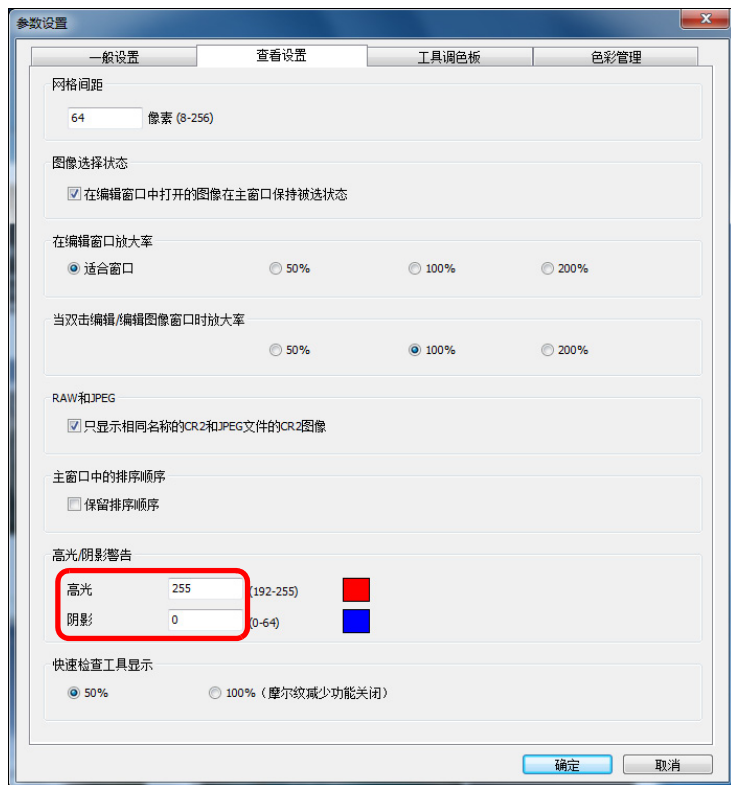 参数设置
一般设置 查看设置 工具调色板 色彩管理
网格间距
64 像素 (8-256)
图像选择状态
在编辑窗口中打开的图像在主窗口保持被选状态
在编辑窗口放大率
适合窗口 50% 100% 200%
当双击编辑/编辑图像窗口时放大率
50% 100% 200%
RAW和JPEG
只显示相同名称的CR2和JPEG文件的CR2图像
主窗口中的排序顺序
保留排序顺序
高光/阴影警告
高光 255 (192-255)
阴影 0 (0-64)
快速检查工具显示
50% 100%（摩尔纹减少功能关闭）
确定 取消